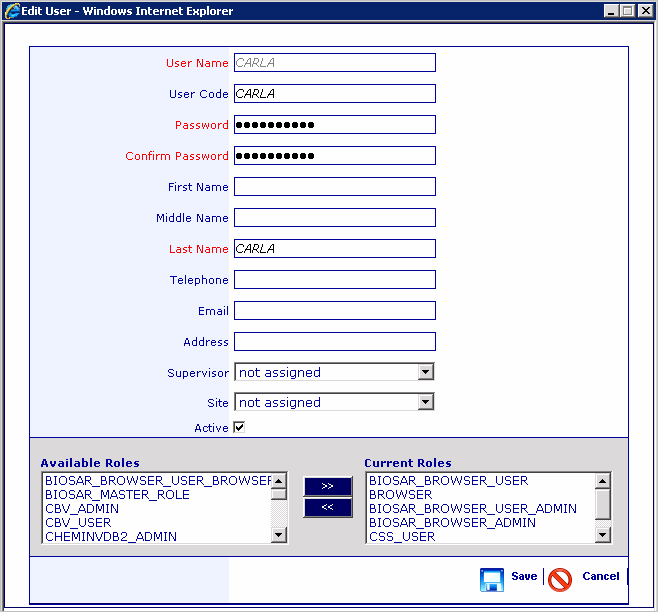 Edit User - Windows Internet Explorer
User Name CARLA
User Code CARLA
Password ●●●●●●●●●●
Confirm Password ●●●●●●●●●●
First Name
Middle Name
Last Name CARLA
Telephone
Email
Address
Supervisor not assigned
Site not assigned
Active
Available Roles
BIOSAR_BROWSER_USER_BROWSER
BIOSAR_MASTER_ROLE
CBV_ADMIN
CBV_USER
CHEMINVDB2_ADMIN
>>
<<
Current Roles
BIOSAR_BROWSER_USER
BROWSER
BIOSAR_BROWSER_USER_ADMIN
BIOSAR_BROWSER_ADMIN
CSS_USER
Save | Cancel